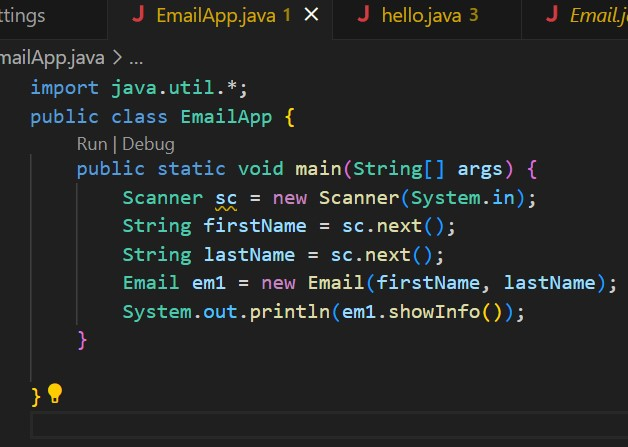 ttings
J EmailApp.java 1 ×
J hello.java 3
J Email.j
mailApp.java > ...
import java.util.*;
public class EmailApp {
Run | Debug
public static void main(String[] args) {
Scanner sc = new Scanner(System.in);
String firstName = sc.next();
String lastName = sc.next();
Email em1 = new Email(firstName, lastName);
System.out.println(em1.showInfo());
}
}